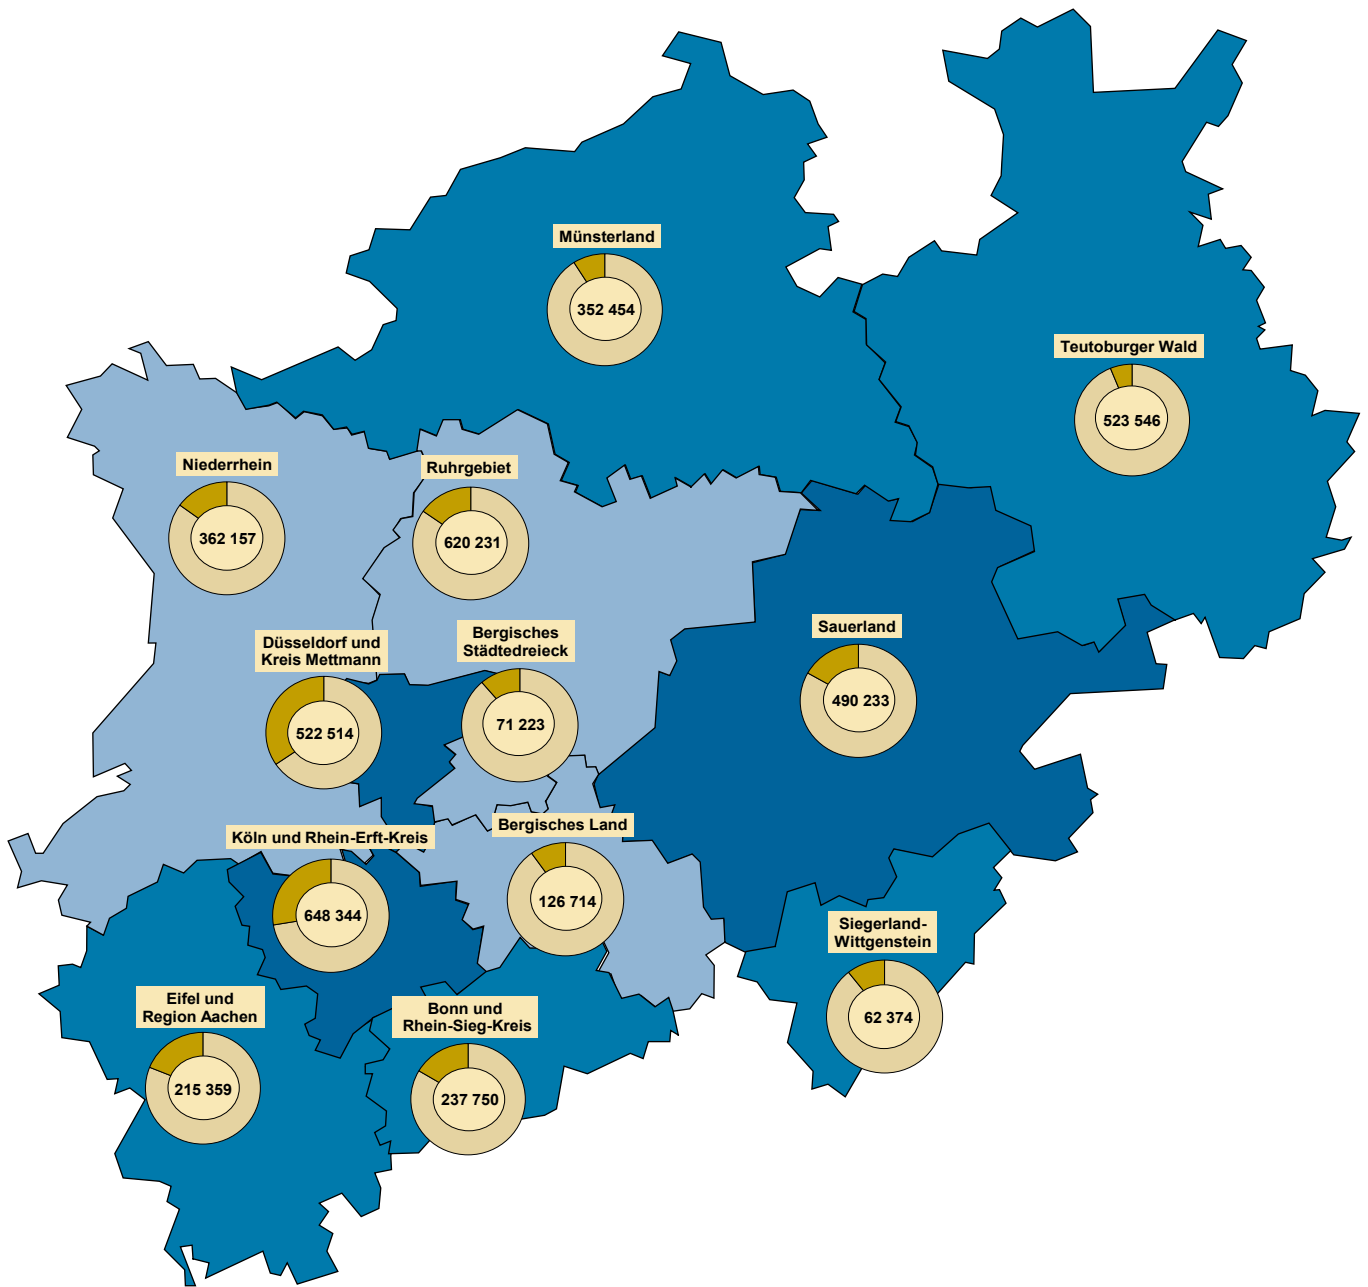 Münsterland
352 454
Teutoburger Wald
523 546
Niederrhein
362 157
Ruhrgebiet
620 231
Düsseldorf und
Kreis Mettmann
522 514
Bergisches
Städtedreieck
71 223
Sauerland
490 233
Köln und Rhein-Erft-Kreis
648 344
Bergisches Land
126 714
Siegerland-
Wittgenstein
62 374
Eifel und
Region Aachen
215 359
Bonn und
Rhein-Sieg-Kreis
237 750